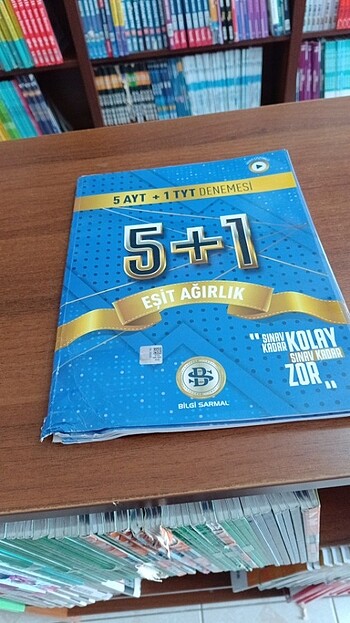 5 AYT + 1 TYT DENEMESİ
5+1
EŞİT AĞIRLIK
"SINAV KADAR KOLAY
SINAV KADAR
ZOR"
BİLGİ SARMAL